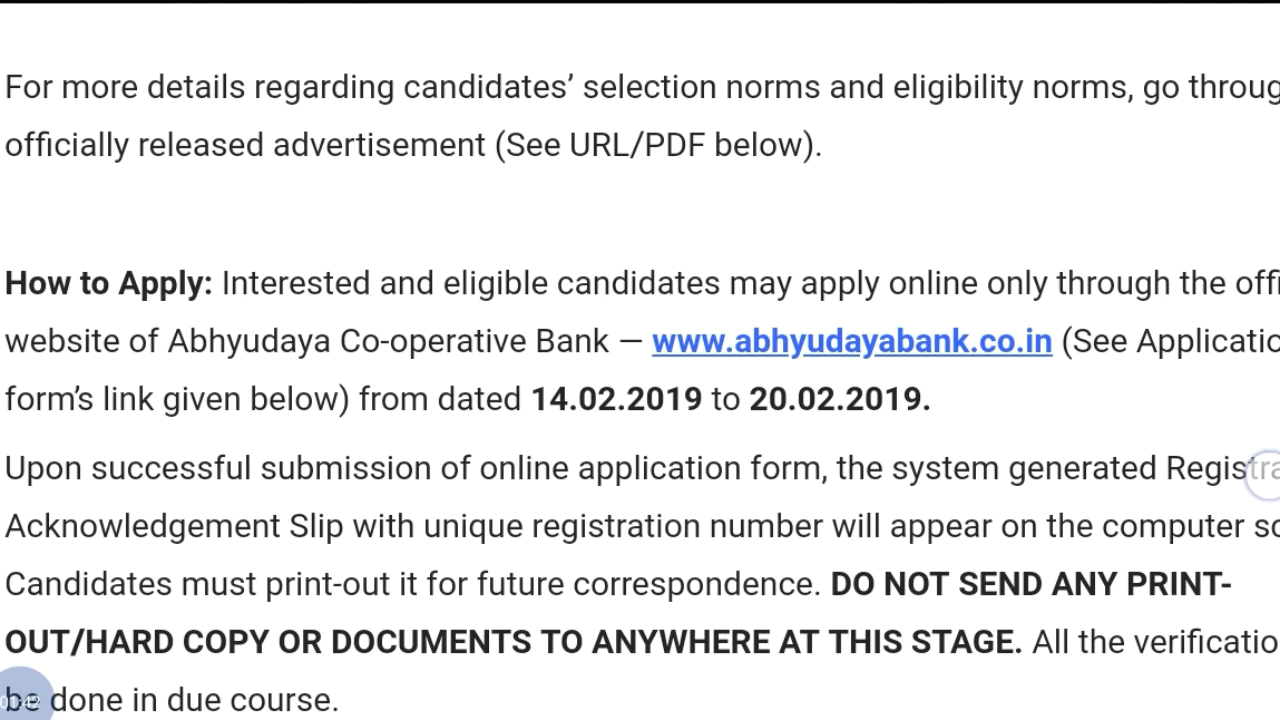 For more details regarding candidates’ selection norms and eligibility norms, go throug
officially released advertisement (See URL/PDF below).
How to Apply: Interested and eligible candidates may apply online only through the offi
website of Abhyudaya Co-operative Bank – www.abhyudayabank.co.in (See Applicatio
form’s link given below) from dated 14.02.2019 to 20.02.2019.
Upon successful submission of online application form, the system generated Registra
Acknowledgement Slip with unique registration number will appear on the computer sc
Candidates must print-out it for future correspondence. DO NOT SEND ANY PRINT-
OUT/HARD COPY OR DOCUMENTS TO ANYWHERE AT THIS STAGE. All the verificatio
be done in due course.
01:42